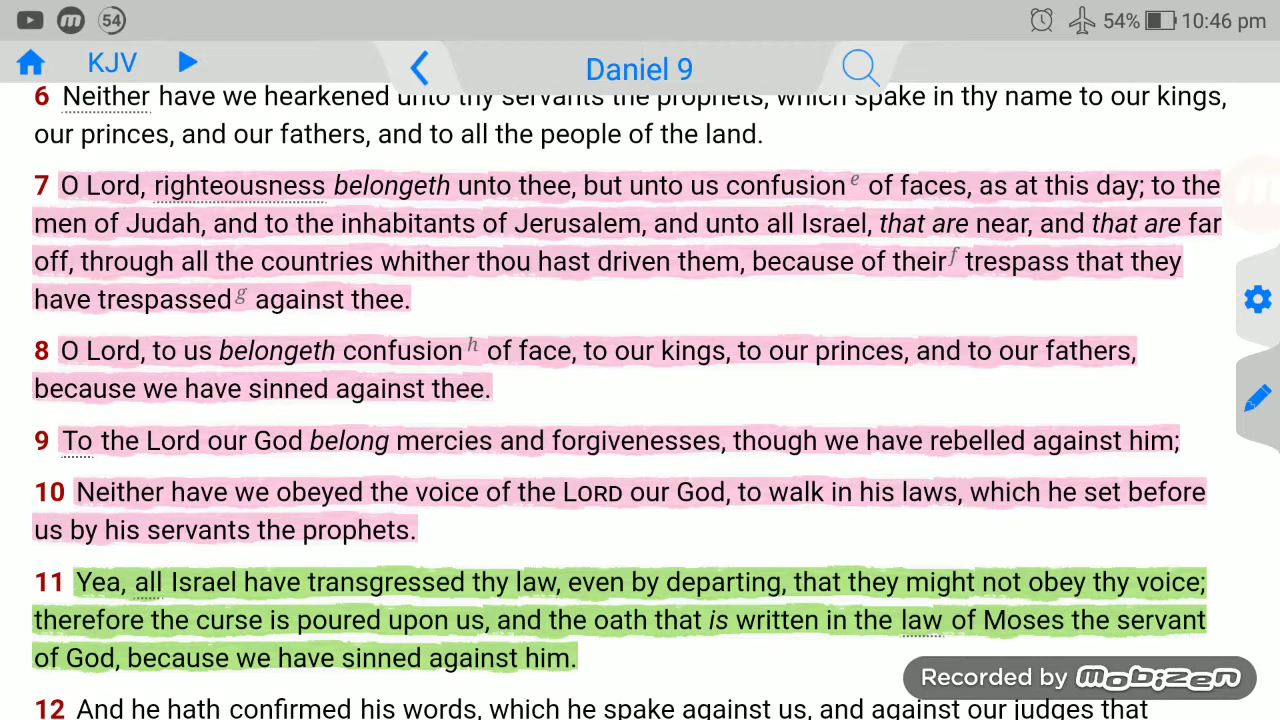 54 54% 10:46 pm
KJV Daniel 9
6 Neither have we hearkened unto thy servants the prophets, which spake in thy name to our kings,
our princes, and our fathers, and to all the people of the land.
7 O Lord, righteousness belongeth unto thee, but unto us confusion e of faces, as at this day; to the
men of Judah, and to the inhabitants of Jerusalem, and unto all Israel, that are near, and that are far
off, through all the countries whither thou hast driven them, because of their f trespass that they
have trespassed g against thee.
8 O Lord, to us belongeth confusion h of face, to our kings, to our princes, and to our fathers,
because we have sinned against thee.
9 To the Lord our God belong mercies and forgivenesses, though we have rebelled against him;
10 Neither have we obeyed the voice of the LORD our God, to walk in his laws, which he set before
us by his servants the prophets.
11 Yea, all Israel have transgressed thy law, even by departing, that they might not obey thy voice;
therefore the curse is poured upon us, and the oath that is written in the law of Moses the servant
of God, because we have sinned against him.
Recorded by mobizen
12 And he hath confirmed his words, which he spake against us, and against our judges that